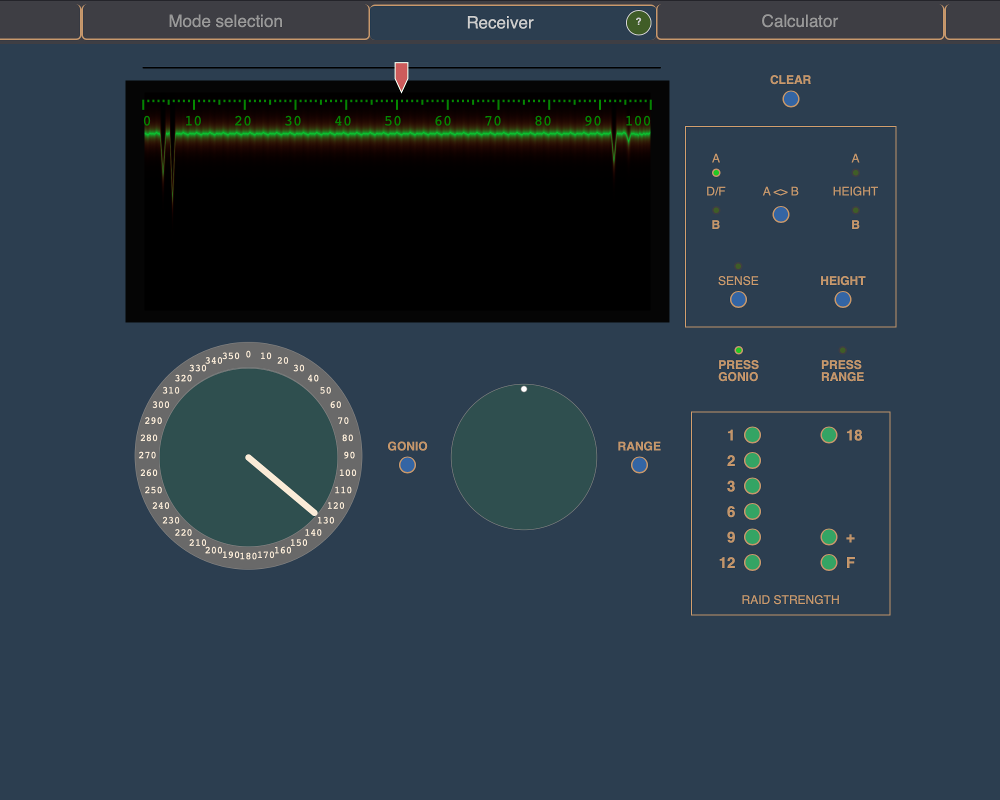 Mode selection
Receiver
?
Calculator
0 10 20 30 40 50 60 70 80 90 100
CLEAR
A
A
D/F
A <> B
HEIGHT
B
B
SENSE
HEIGHT
PRESS
GONIO
PRESS
RANGE
0 10 20 30 40 50 60 70 80 90 100 110 120 130 140 150 160 170 180 190 200 210 220 230 240 250 260 270 280 290 300 310 320 330 340 350
GONIO
RANGE
1
18
2
3
6
9
+
12
F
RAID STRENGTH